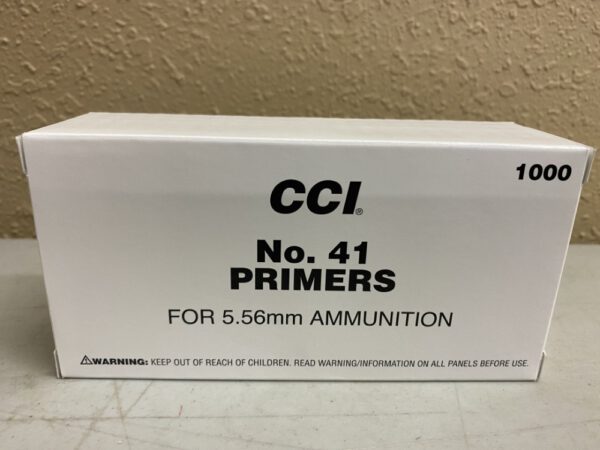 1000
CCI®
No. 41
PRIMERS
FOR 5.56mm AMMUNITION
⚠WARNING: KEEP OUT OF REACH OF CHILDREN. READ WARNING/INFORMATION ON ALL PANELS BEFORE USE.